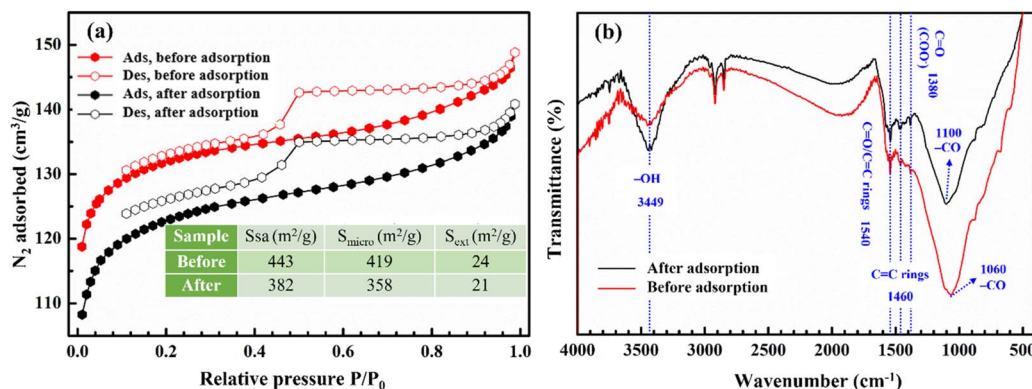 (a)
150
140
130
120
110
N2 adsorbed (cm³/g)
Ads, before adsorption
Des, before adsorption
Ads, after adsorption
Des, after adsorption
Sample Ssa (m²/g) Smicro (m²/g) Sext (m²/g)
Before 443 419 24
After 382 358 21
0.0 0.2 0.4 0.6 0.8 1.0
Relative pressure P/P0
(b)
Transmittance (%)
–OH
3449
C=O/C=C rings 1540
C=C rings
1460
C=O
(COO-) 1380
1100
–CO
1060
–CO
After adsorption
Before adsorption
4000 3500 3000 2500 2000 1500 1000 500
Wavenumber (cm-1)